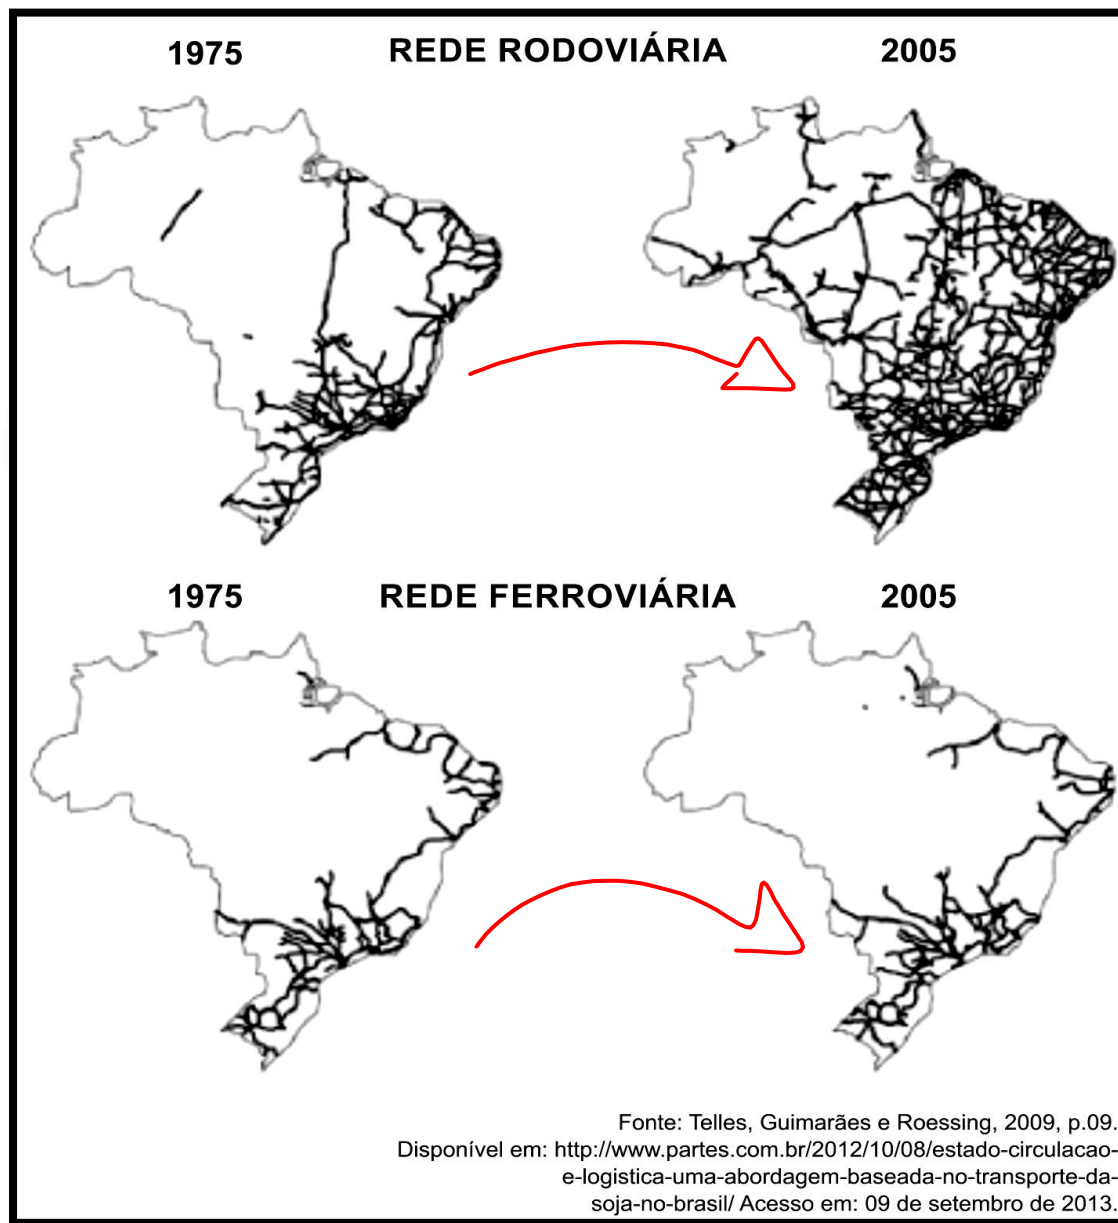 1975 REDE RODOVIÁRIA 2005
1975 REDE FERROVIÁRIA 2005
Fonte: Telles, Guimarães e Roessing, 2009, p.09.
Disponível em: http://www.partes.com.br/2012/10/08/estado-circulacao-
e-logistica-uma-abordagem-baseada-no-transporte-da-
soja-no-brasil/ Acesso em: 09 de setembro de 2013.